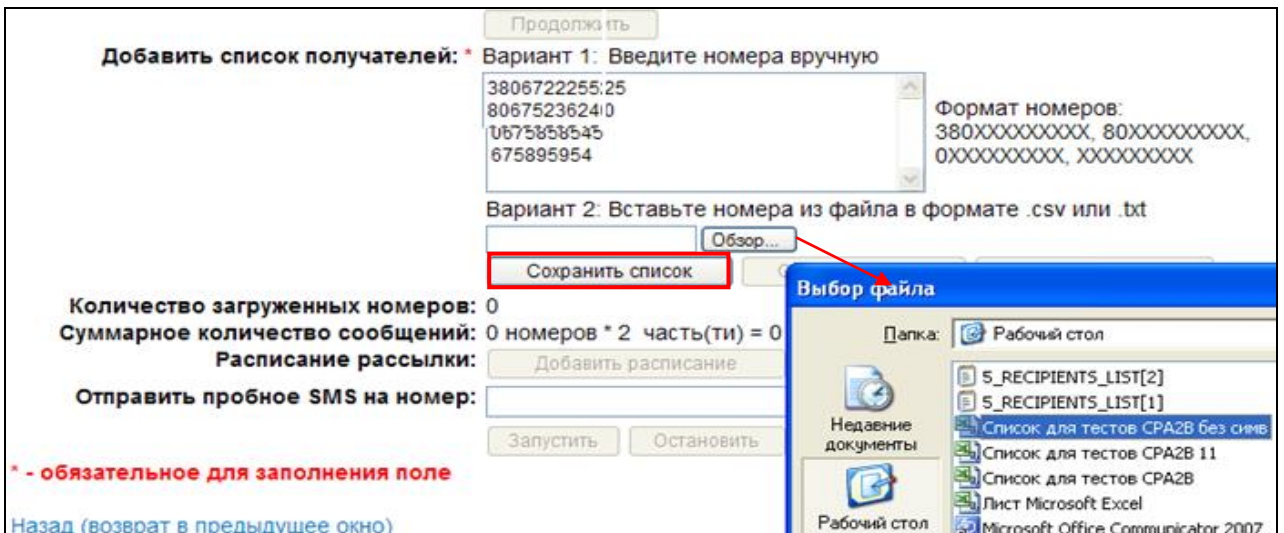 Продолжить
Добавить список получателей: * Вариант 1: Введите номера вручную
380672225525
80675236240
0675858545
675895954
Формат номеров:
380XXXXXXXXX, 80XXXXXXXXX,
0XXXXXXXXX, XXXXXXXXX
Вариант 2: Вставьте номера из файла в формате .csv или .txt
Обзор...
Сохранить список
Количество загруженных номеров: 0
Суммарное количество сообщений: 0 номеров * 2 часть(ти) = 0
Расписание рассылки: Добавить расписание
Отправить пробное SMS на номер:
Запустить Остановить
* - обязательное для заполнения поле
Назад (возврат в предыдущее окно)
Выбор файла
Папка: Рабочий стол
Недавние документы
Рабочий стол
5_RECIPIENTS_LIST[2]
5_RECIPIENTS_LIST[1]
Список для тестов CPA2B без симв
Список для тестов CPA2B 11
Список для тестов CPA2B
Лист Microsoft Excel
Microsoft Office Communicator 2007